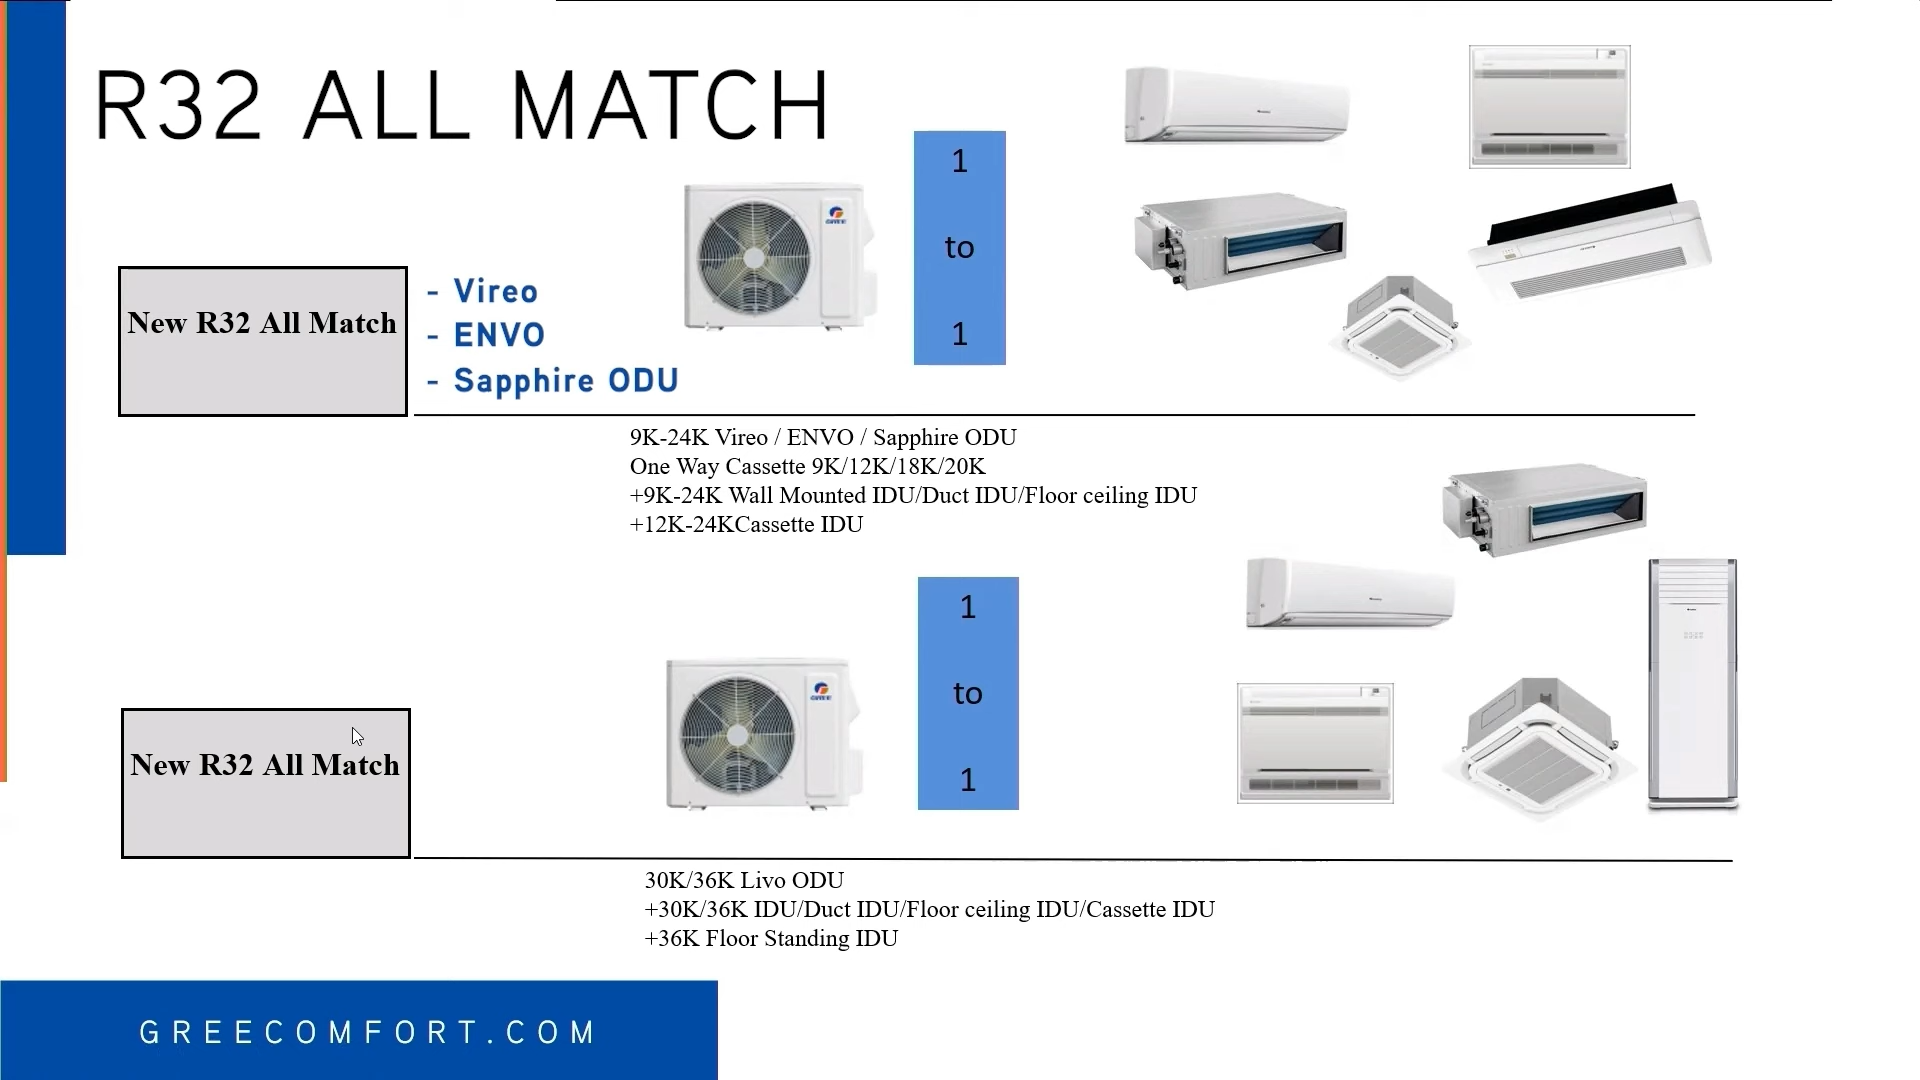 R32 ALL MATCH
1
to
1
GREE
New R32 All Match
- Vireo
- ENVO
- Sapphire ODU
9K-24K Vireo / ENVO / Sapphire ODU
One Way Cassette 9K/12K/18K/20K
+9K-24K Wall Mounted IDU/Duct IDU/Floor ceiling IDU
+12K-24KCassette IDU
1
to
1
GREE
New R32 All Match
30K/36K Livo ODU
+30K/36K IDU/Duct IDU/Floor ceiling IDU/Cassette IDU
+36K Floor Standing IDU
GREECOMFORT.COM